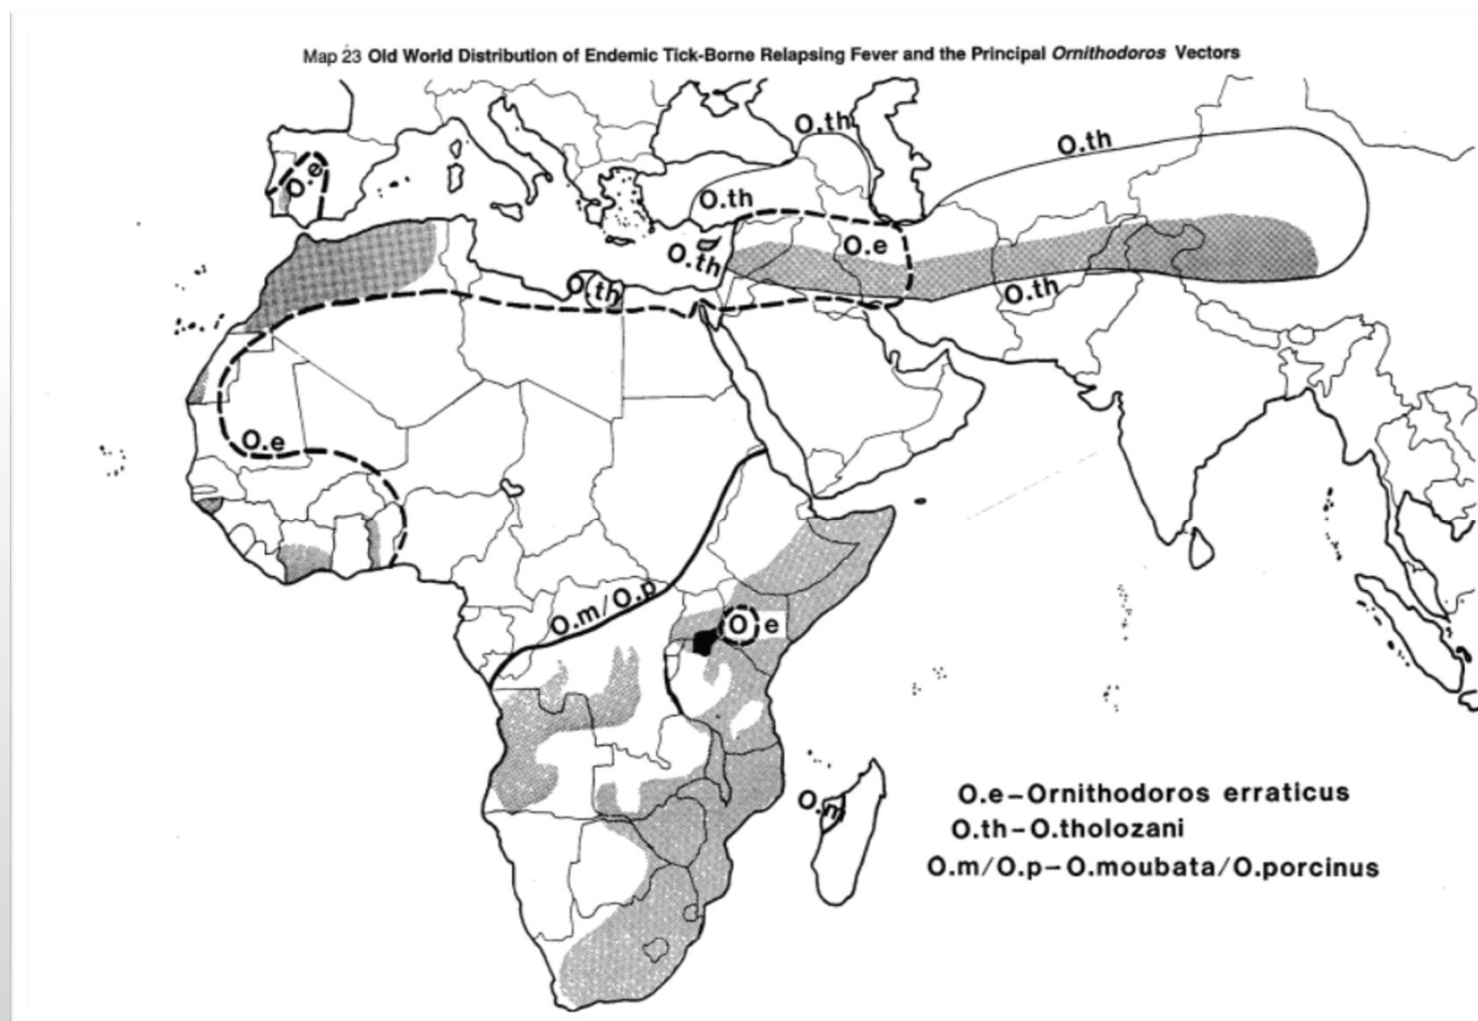 Map 23 Old World Distribution of Endemic Tick-Borne Relapsing Fever and the Principal Ornithodoros Vectors
O.th
O.th
O.e
O.th
O.e
O.th
O.th
O.th
O.e
O.m/O.p
O.e
O.m
O.e–Ornithodoros erraticus
O.th–O.tholozani
O.m/O.p–O.moubata/O.porcinus